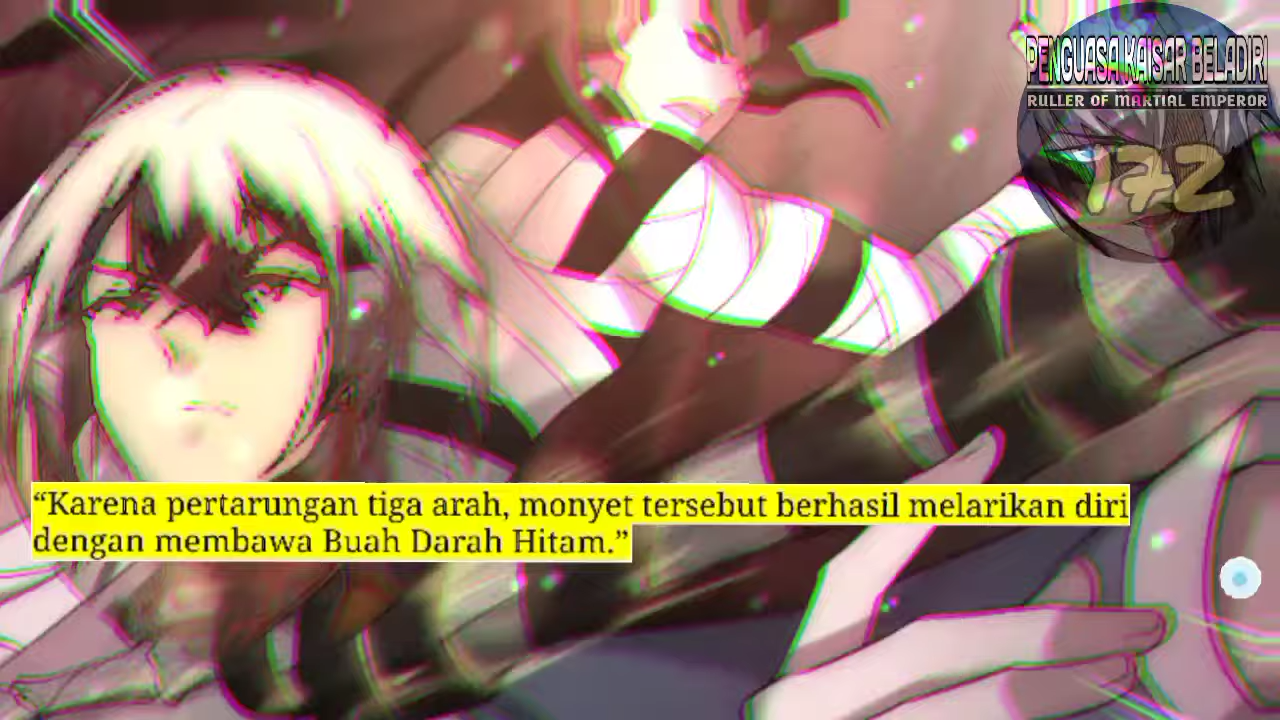 PENGUASA KAISAR BELADIRI
RULLER OF MARTIAL EMPEROR
172
“Karena pertarungan tiga arah, monyet tersebut berhasil melarikan diri
dengan membawa Buah Darah Hitam.”